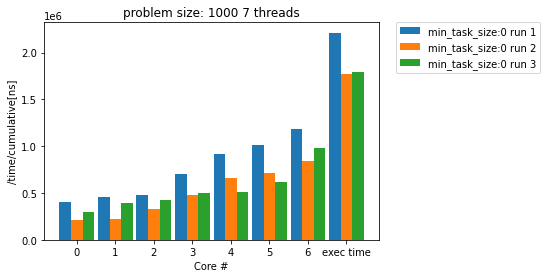 problem size: 1000 7 threads
1e6
2.0
1.5
1.0
0.5
0.0
/time/cumulative[ns]
0 1 2 3 4 5 6 exec time
Core #
min_task_size:0 run 1
min_task_size:0 run 2
min_task_size:0 run 3